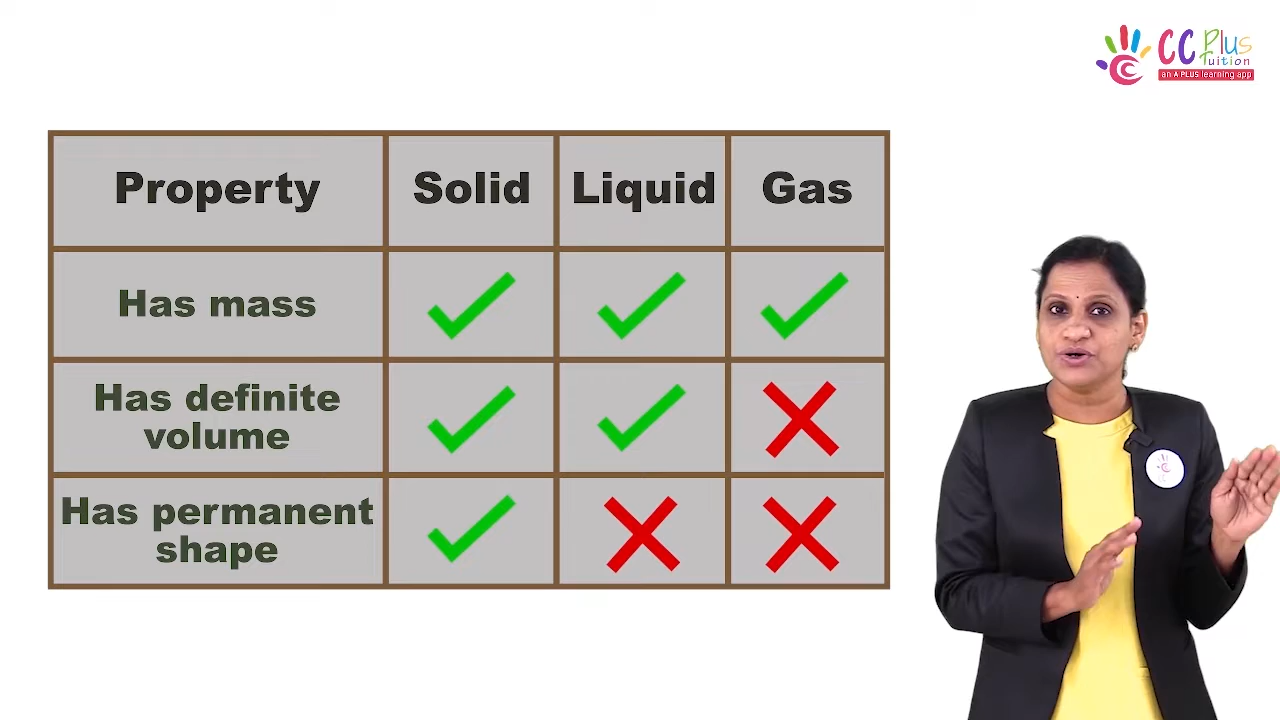 CC Plus
Tuition
an A PLUS learning app
Property Solid Liquid Gas
Has mass
Has definite
volume
Has permanent
shape